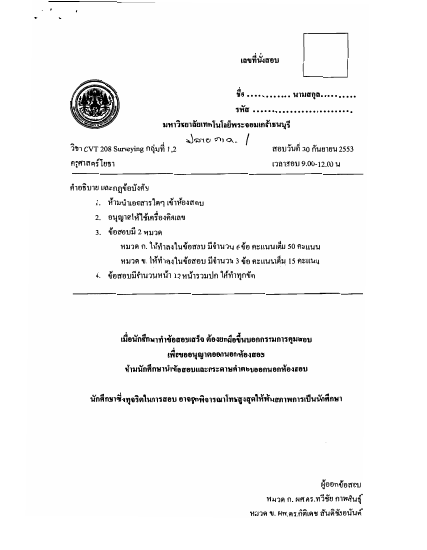 เลขที่นั่งสอบ
ชื่อ ............ นามสกุล...........
รหัส ......................
มหาวิทยาลัยเทคโนโลยีพระจอมเกล้าธนบุรี
ปลายภาค 1
วิชา CVT 208 Surveying กลุ่มที่ 1,2 สอบวันที่ 30 กันยายน 2553
ครุศาสตร์โยธา เวลาสอบ 9.00-12.00 น
คำอธิบาย และกฎข้อบังคับ
1. ห้ามนำเอกสารใดๆ เข้าห้องสอบ
2. อนุญาตให้ใช้เครื่องคิดเลข
3. ข้อสอบมี 2 หมวด
หมวด ก. ให้ทำลงในข้อสอบ มีจำนวน 6 ข้อ คะแนนเต็ม 50 คะแนน
หมวด ข. ให้ทำลงในข้อสอบ มีจำนวน 3 ข้อ คะแนนเต็ม 15 คะแนน
4. ข้อสอบมีจำนวนหน้า 12 หน้ารวมปก ให้ทำทุกข้อ
เมื่อนักศึกษาทำข้อสอบเสร็จ ต้องยกมือขึ้นบอกกรรมการคุมสอบ
เพื่อขออนุญาตออกนอกห้องสอบ
ห้ามนักศึกษานำข้อสอบและกระดาษคำตอบออกนอกห้องสอบ
นักศึกษาซึ่งทุจริตในการสอบ อาจถูกพิจารณาโทษสูงสุดให้พ้นสภาพการเป็นนักศึกษา
ผู้ออกข้อสอบ
หมวด ก. ผศ.ดร.ทวีชัย กาฬสินธุ์
หมวด ข. ผศ.ดร.กิติเดช สันติชัยอนันต์